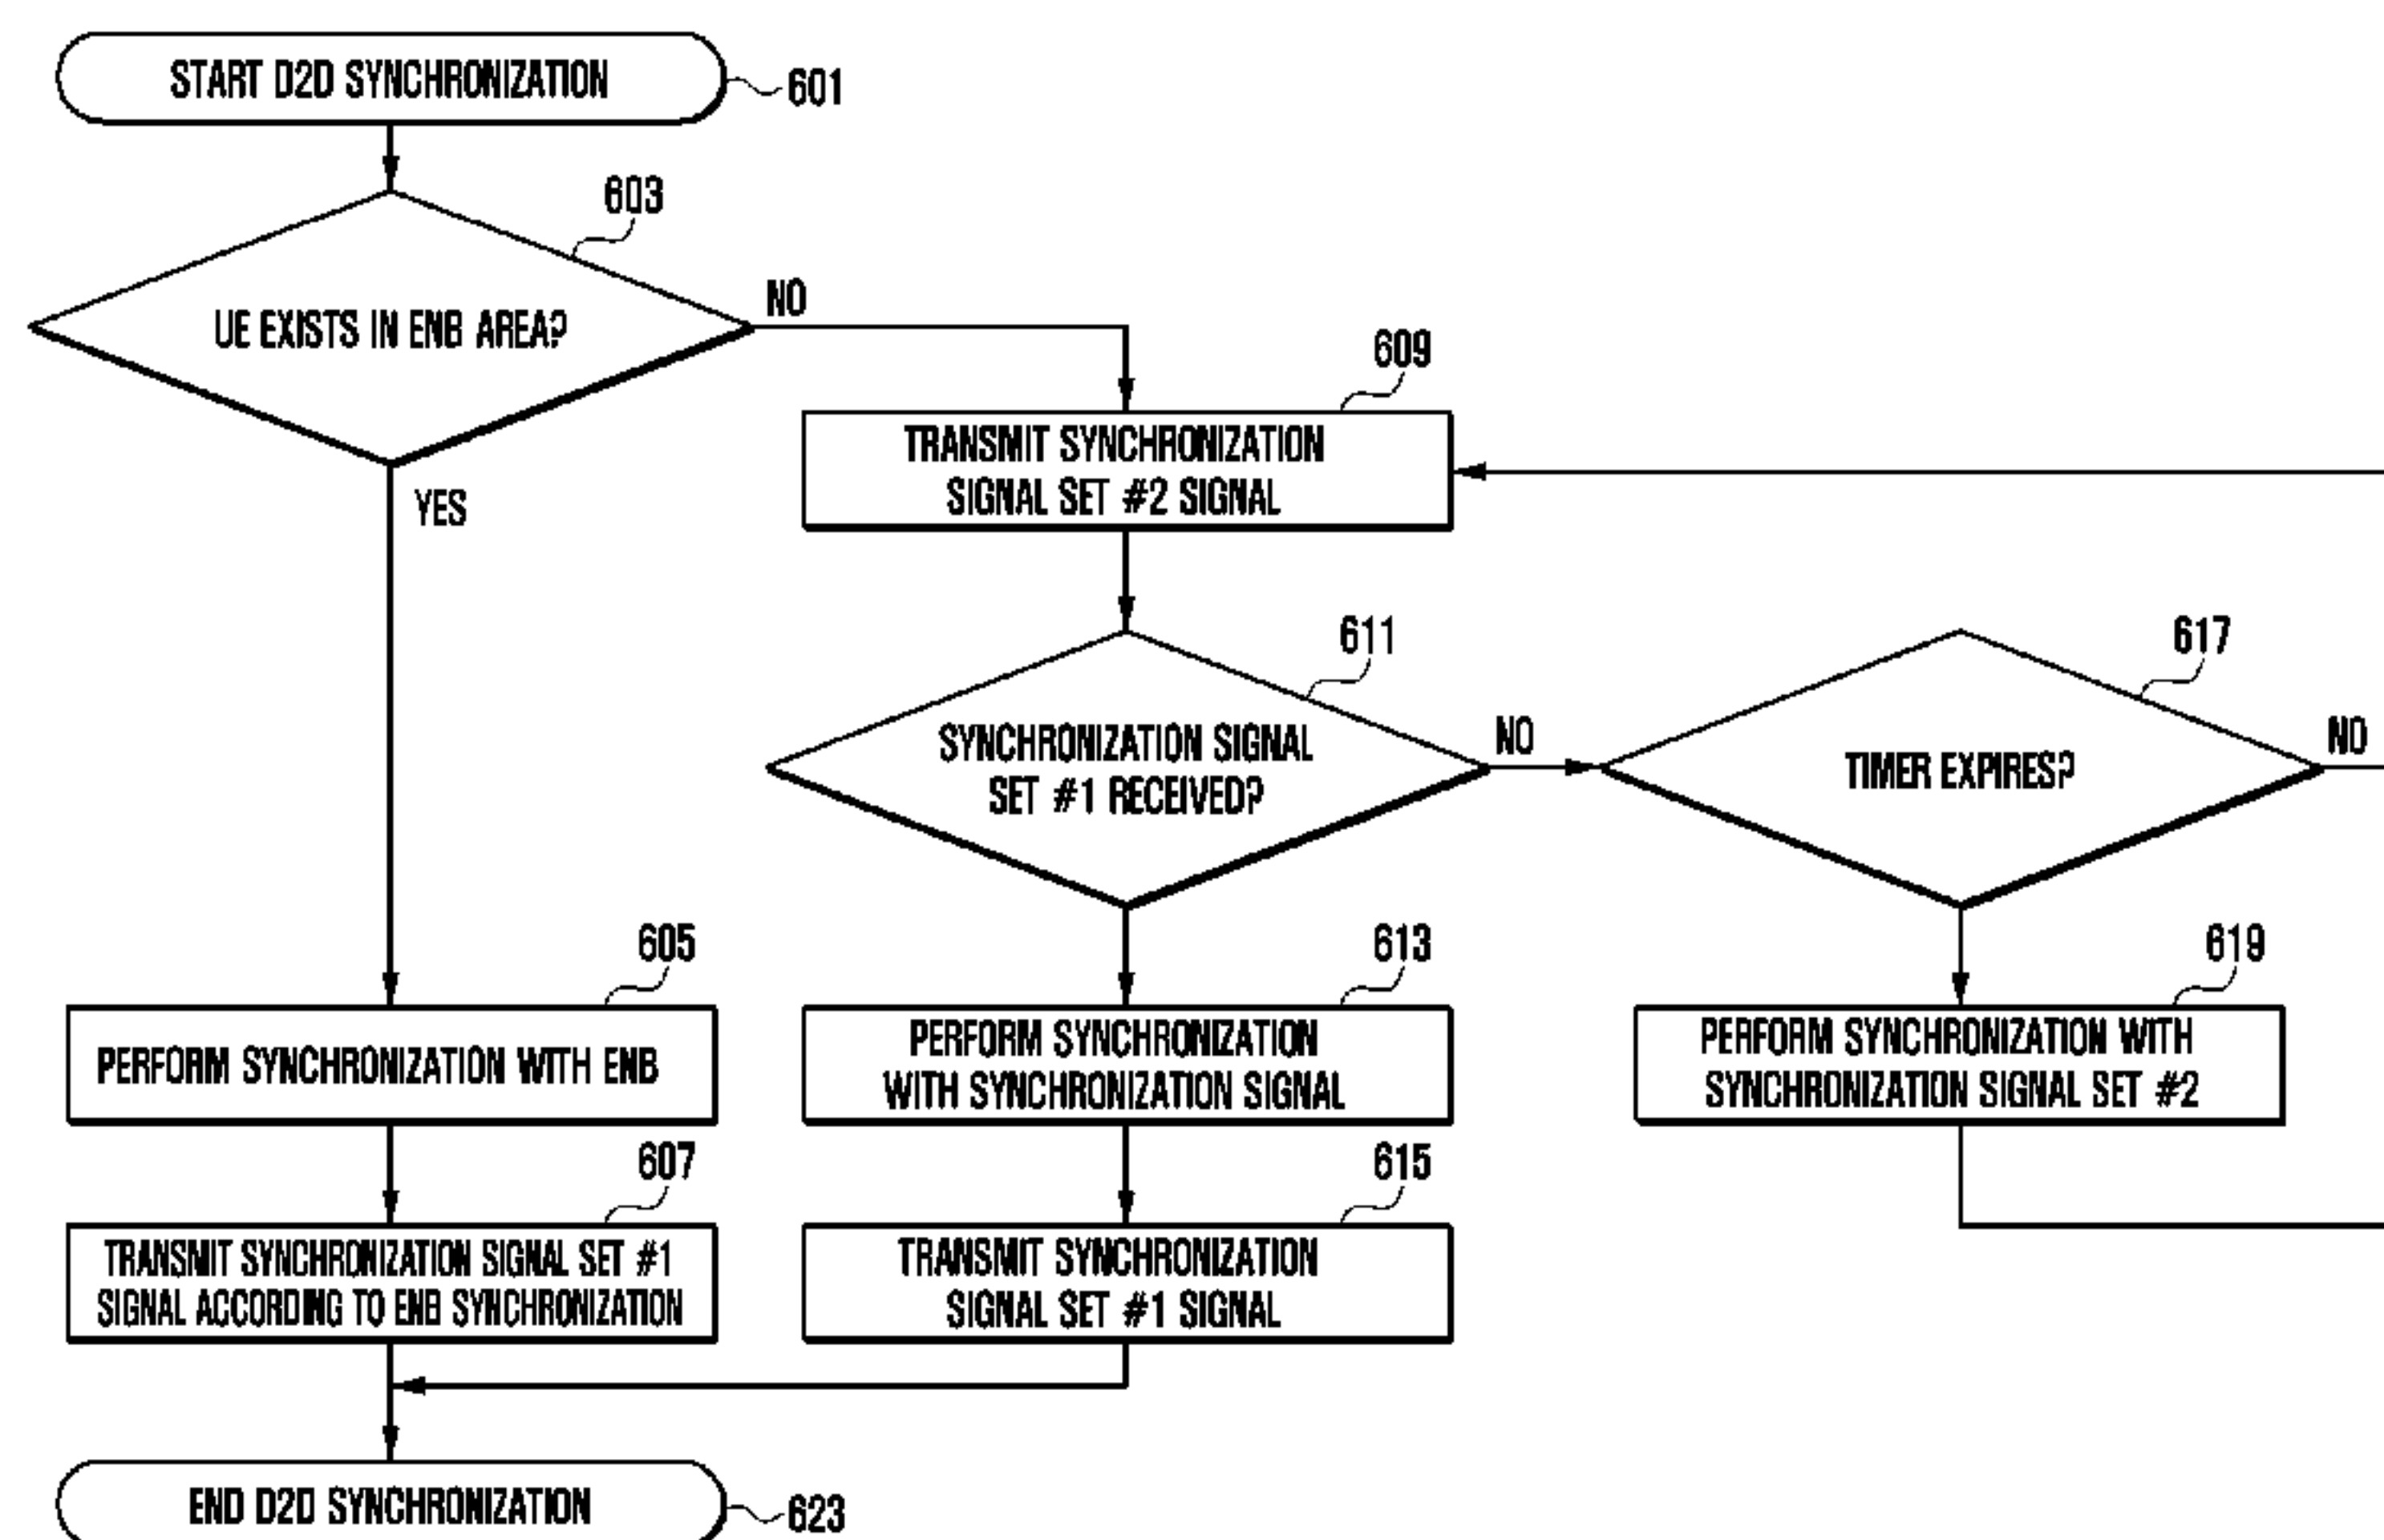 START D2D SYNCHRONIZATION
601
603
UE EXISTS IN ENB AREA?
NO
YES
609
TRANSMIT SYNCHRONIZATION
SIGNAL SET #2 SIGNAL
611
SYNCHRONIZATION SIGNAL
SET #1 RECEIVED?
NO
617
TIMER EXPIRES?
NO
605
PERFORM SYNCHRONIZATION WITH ENB
613
PERFORM SYNCHRONIZATION
WITH SYNCHRONIZATION SIGNAL
619
PERFORM SYNCHRONIZATION WITH
SYNCHRONIZATION SIGNAL SET #2
607
TRANSMIT SYNCHRONIZATION SIGNAL SET #1
SIGNAL ACCORDING TO ENB SYNCHRONIZATION
615
TRANSMIT SYNCHRONIZATION
SIGNAL SET #1 SIGNAL
END D2D SYNCHRONIZATION
623